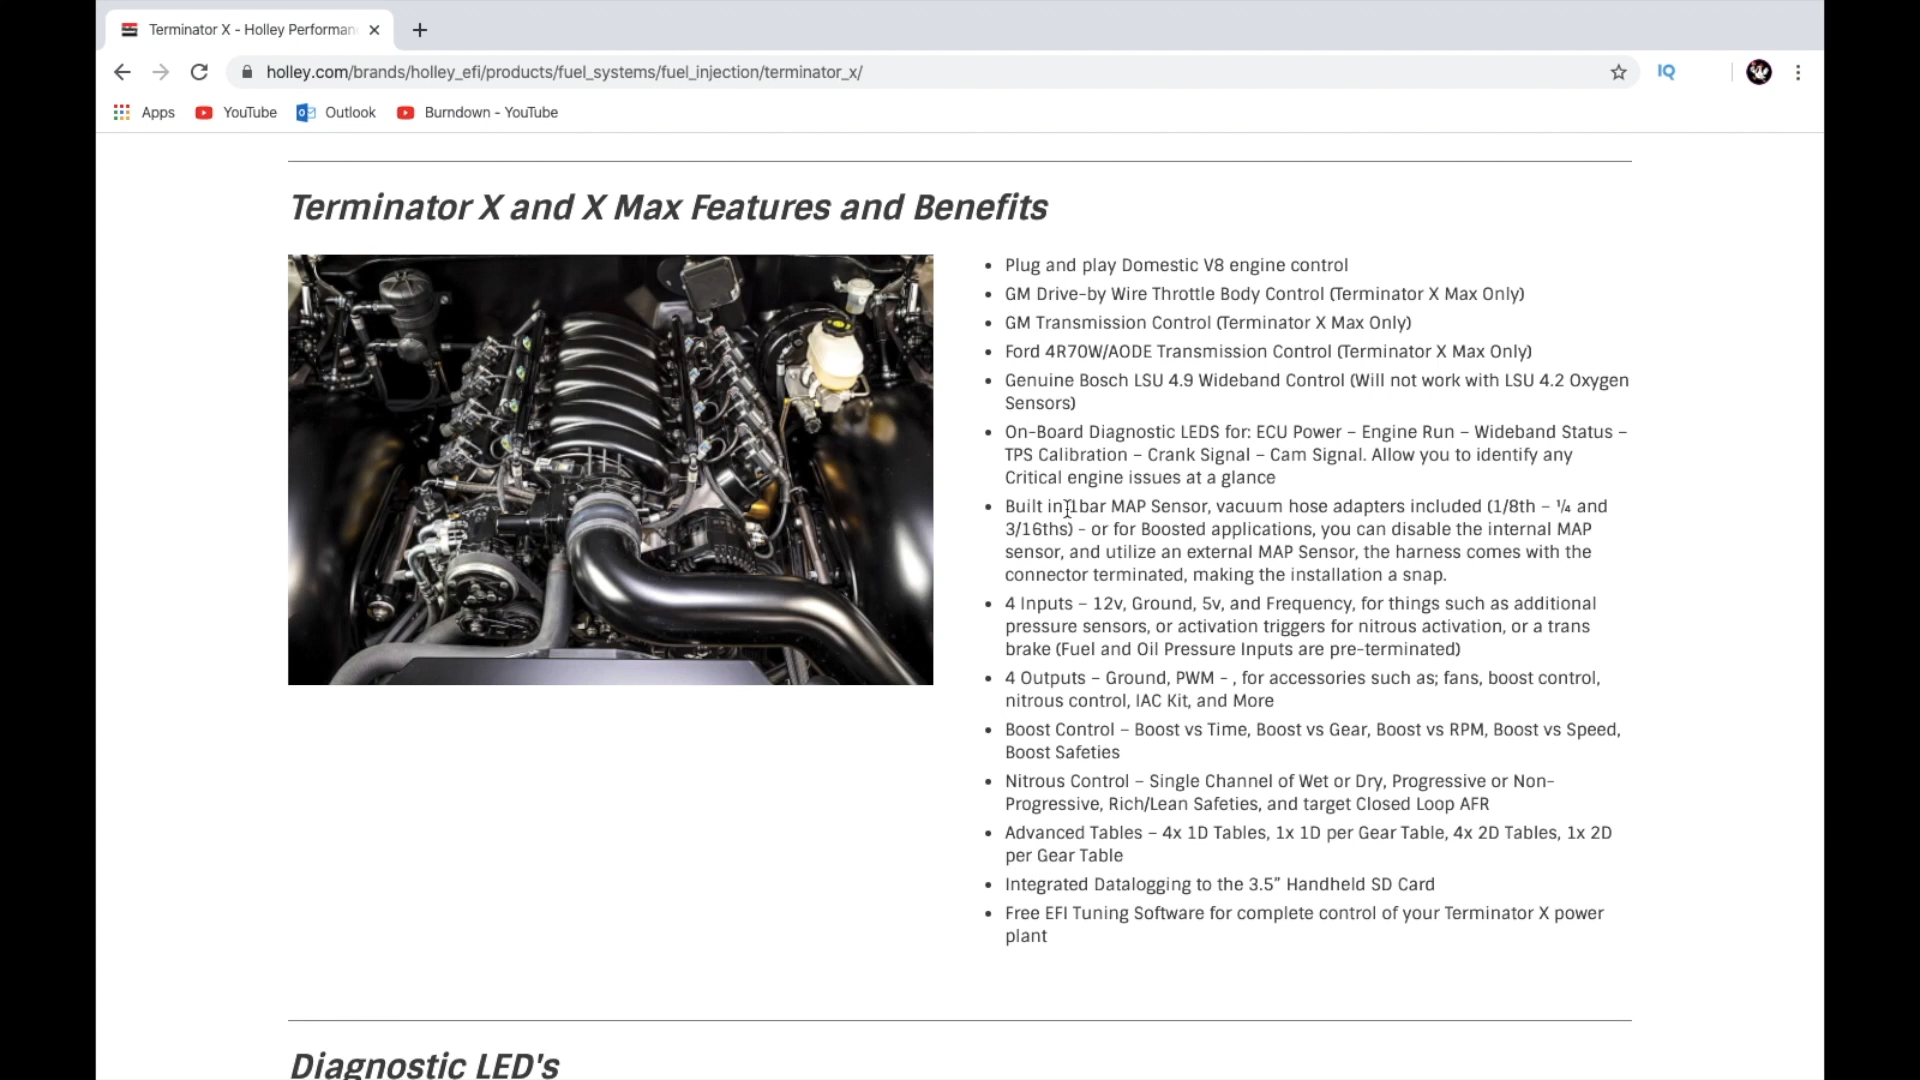 Terminator X - Holley Performan
holley.com/brands/holley_efi/products/fuel_systems/fuel_injection/terminator_x/
IQ
Apps YouTube Outlook Burndown - YouTube
Terminator X and X Max Features and Benefits
Plug and play Domestic V8 engine control
GM Drive-by Wire Throttle Body Control (Terminator X Max Only)
GM Transmission Control (Terminator X Max Only)
Ford 4R70W/AODE Transmission Control (Terminator X Max Only)
Genuine Bosch LSU 4.9 Wideband Control (Will not work with LSU 4.2 Oxygen
Sensors)
On-Board Diagnostic LEDS for: ECU Power – Engine Run – Wideband Status –
TPS Calibration – Crank Signal – Cam Signal. Allow you to identify any
Critical engine issues at a glance
Built in 1bar MAP Sensor, vacuum hose adapters included (1/8th – ¼ and
3/16ths) - or for Boosted applications, you can disable the internal MAP
sensor, and utilize an external MAP Sensor, the harness comes with the
connector terminated, making the installation a snap.
4 Inputs – 12v, Ground, 5v, and Frequency, for things such as additional
pressure sensors, or activation triggers for nitrous activation, or a trans
brake (Fuel and Oil Pressure Inputs are pre-terminated)
4 Outputs – Ground, PWM - , for accessories such as; fans, boost control,
nitrous control, IAC Kit, and More
Boost Control – Boost vs Time, Boost vs Gear, Boost vs RPM, Boost vs Speed,
Boost Safeties
Nitrous Control – Single Channel of Wet or Dry, Progressive or Non-
Progressive, Rich/Lean Safeties, and target Closed Loop AFR
Advanced Tables – 4x 1D Tables, 1x 1D per Gear Table, 4x 2D Tables, 1x 2D
per Gear Table
Integrated Datalogging to the 3.5” Handheld SD Card
Free EFI Tuning Software for complete control of your Terminator X power
plant
Diagnostic LED's